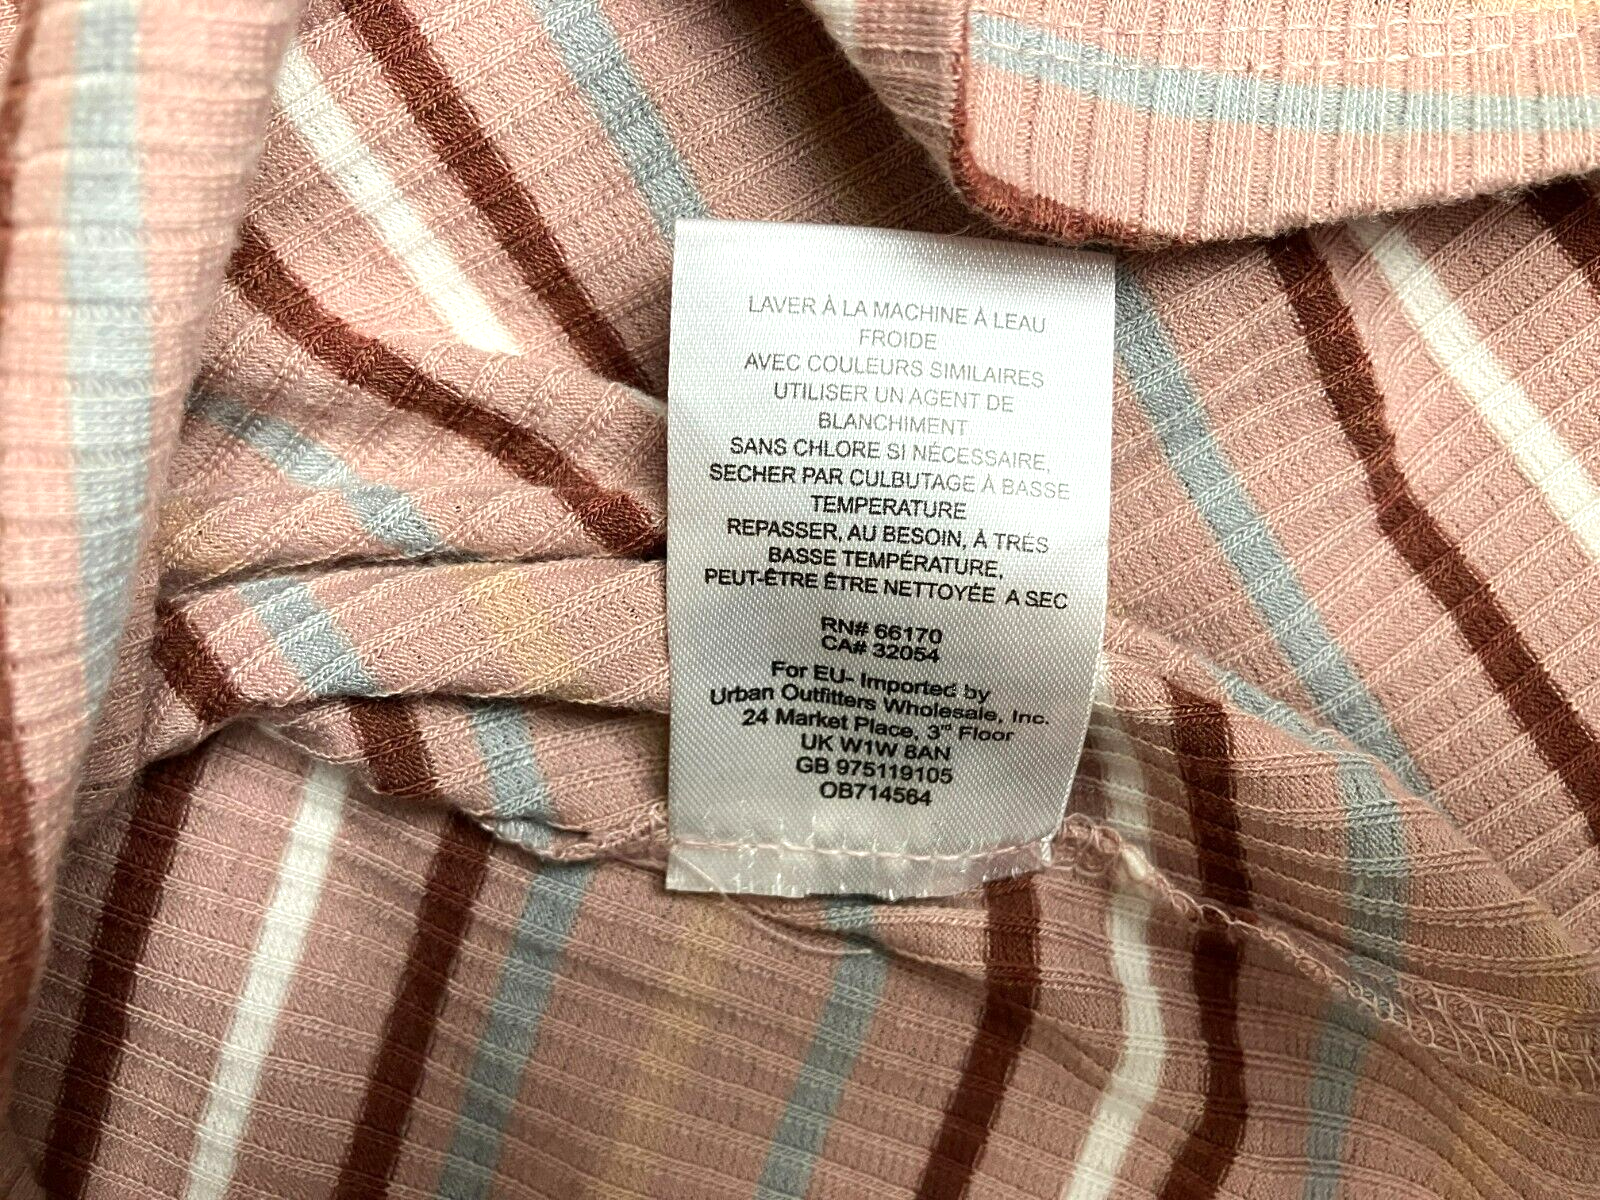 LAVER À LA MACHINE À LEAU
FROIDE
AVEC COULEURS SIMILAIRES
UTILISER UN AGENT DE
BLANCHIMENT
SANS CHLORE SI NÉCESSAIRE,
SECHER PAR CULBUTAGE À BASSE
TEMPERATURE
REPASSER, AU BESOIN, À TRÈS
BASSE TEMPÉRATURE,
PEUT-ÊTRE ÊTRE NETTOYÉE A SEC
RN# 66170
CA# 32054
For EU- Imported by
Urban Outfitters Wholesale, Inc.
24 Market Place, 3rd Floor
UK W1W 8AN
GB 975119105
OB714564